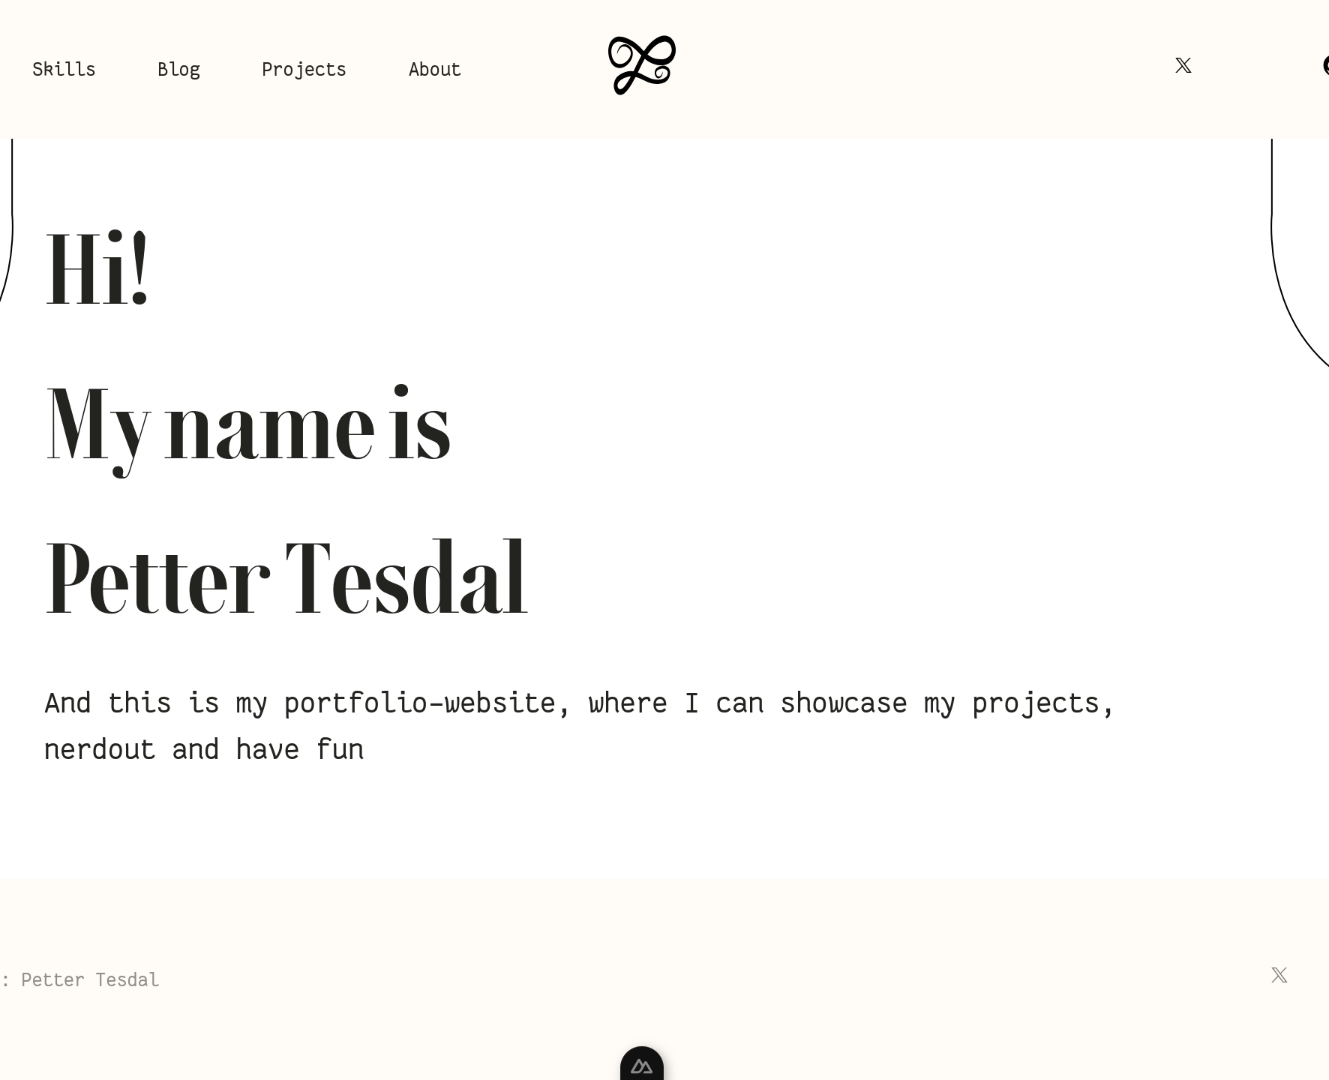 Skills Blog Projects About
Hi!
My name is
Petter Tesdal
And this is my portfolio-website, where I can showcase my projects,
nerdout and have fun
: Petter Tesdal